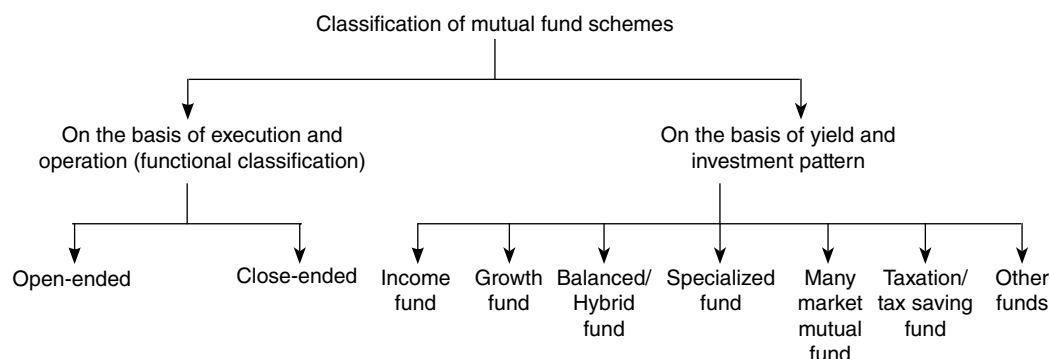 Classification of mutual fund schemes
On the basis of execution and
operation (functional classification)
On the basis of yield and
investment pattern
Open-ended
Close-ended
Income
fund
Growth
fund
Balanced/
Hybrid
fund
Specialized
fund
Many
market
mutual
fund
Taxation/
tax saving
fund
Other
funds